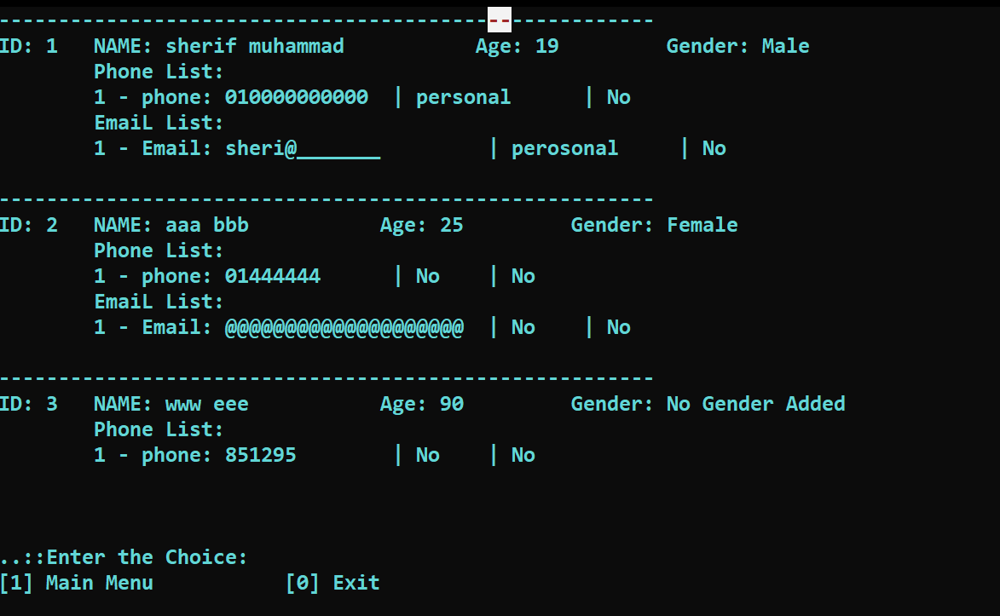 -------------------------------------------------------
ID: 1   NAME: sherif muhammad           Age: 19         Gender: Male
        Phone List:
        1 - phone: 010000000000  | personal      | No
        EmaiL List:
        1 - Email: sheri@_______         | perosonal     | No
-------------------------------------------------------
ID: 2   NAME: aaa bbb           Age: 25         Gender: Female
        Phone List:
        1 - phone: 01444444      | No    | No
        EmaiL List:
        1 - Email: @@@@@@@@@@@@@@@@@@@@  | No    | No
-------------------------------------------------------
ID: 3   NAME: www eee           Age: 90         Gender: No Gender Added
        Phone List:
        1 - phone: 851295        | No    | No
..::Enter the Choice:
[1] Main Menu           [0] Exit